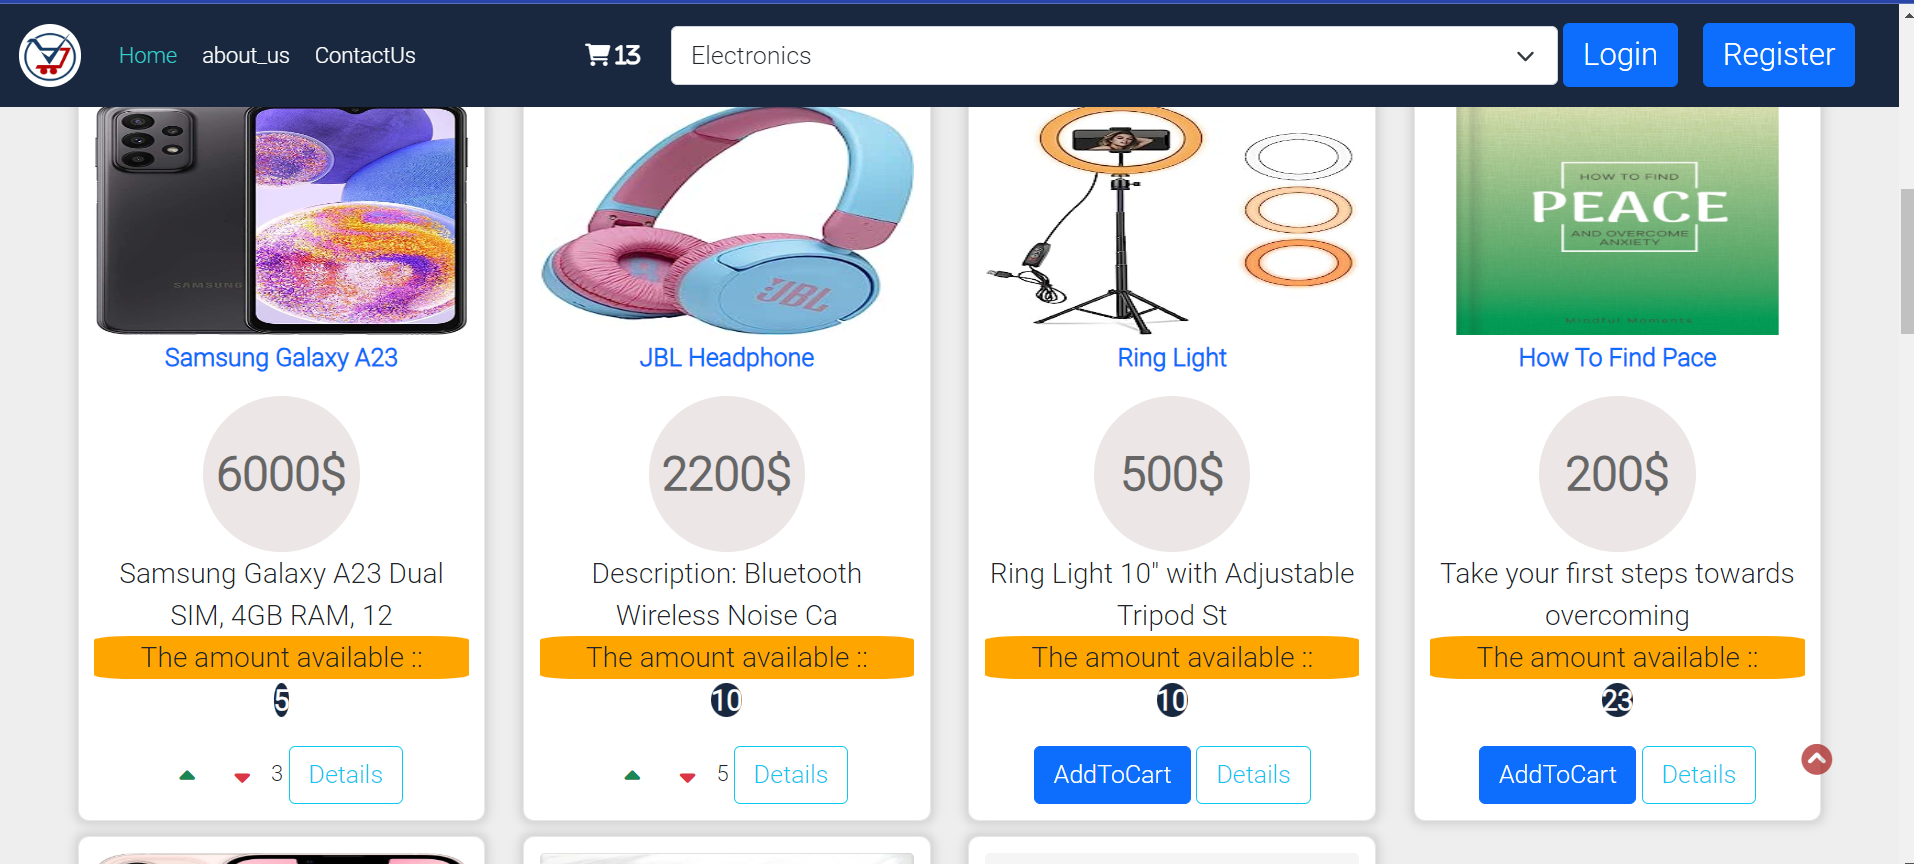 Home about_us ContactUs 13 Electronics Login Register
SAMSUNG
JBL
HOW TO FIND
PEACE
AND OVERCOME
ANXIETY
Mindful Moments
Samsung Galaxy A23
JBL Headphone
Ring Light
How To Find Pace
6000$
2200$
500$
200$
Samsung Galaxy A23 Dual
SIM, 4GB RAM, 12
Description: Bluetooth
Wireless Noise Ca
Ring Light 10" with Adjustable
Tripod St
Take your first steps towards
overcoming
The amount available ::
The amount available ::
The amount available ::
The amount available ::
5
10
10
23
3 Details
5 Details
AddToCart Details
AddToCart Details